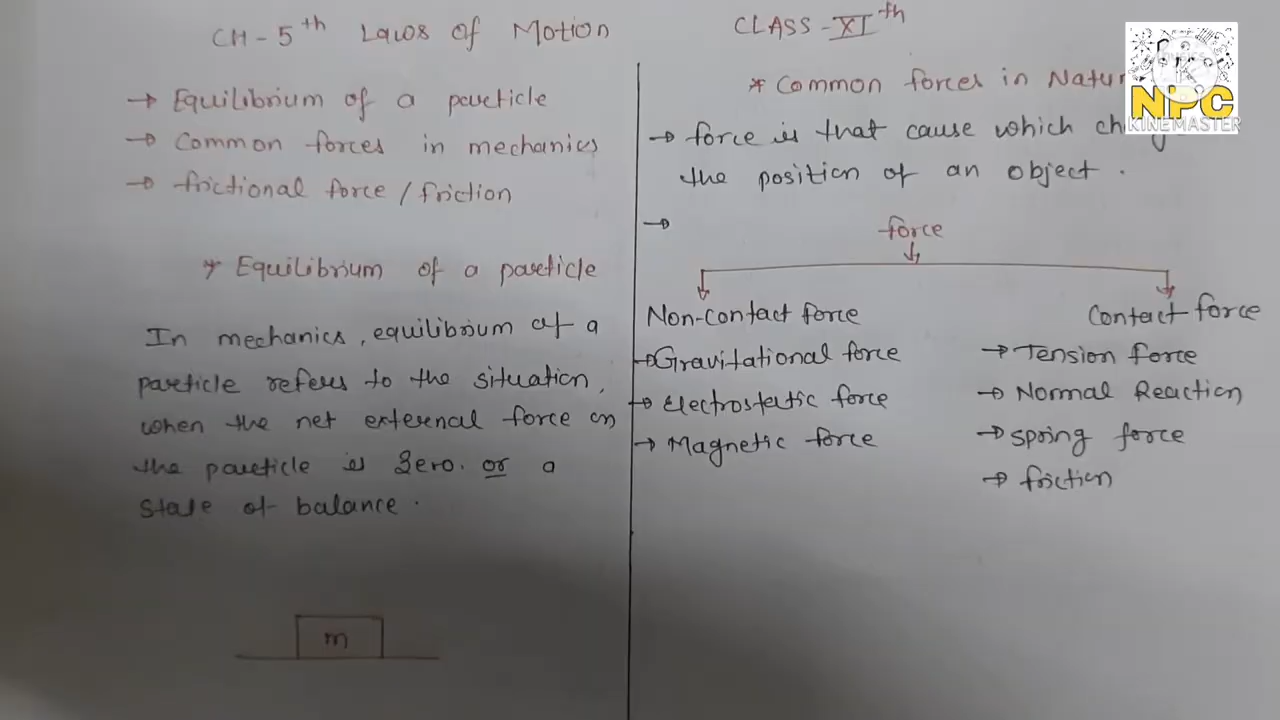 CH-5th Laws of Motion
CLASS-XIth
→ Equilibrium of a particle
→ Common forces in mechanics
→ frictional force / friction
* Equilibrium of a particle
In mechanics, equilibrium of a
particle refers to the situation,
when the net external force on
the particle is zero. or a
state of balance.
m
* Common forces in Natur
→ force is that cause which chang
the position of an object.
→
force
Non-contact force
→ Gravitational force
→ Electrostatic force
→ Magnetic force
Contact force
→ Tension force
→ Normal Reaction
→ spring force
→ friction
NPC
KINEMASTER